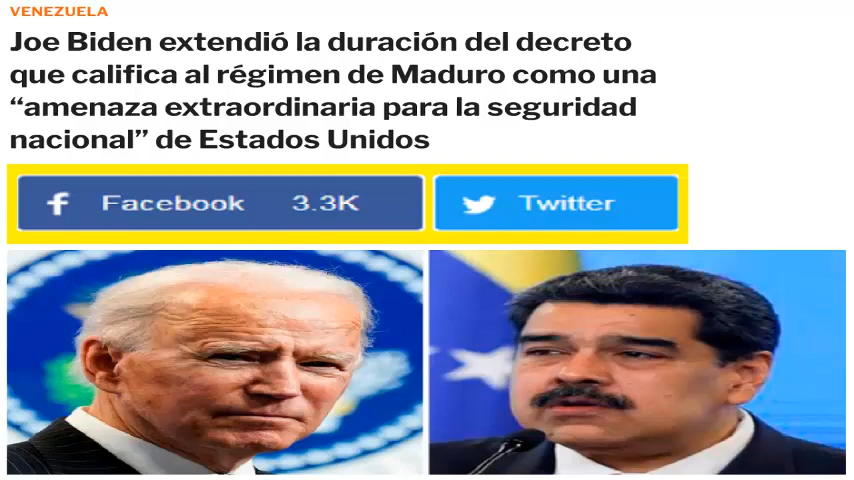 VENEZUELA
Joe Biden extendió la duración del decreto
que califica al régimen de Maduro como una
“amenaza extraordinaria para la seguridad
nacional” de Estados Unidos
Facebook 3.3K Twitter